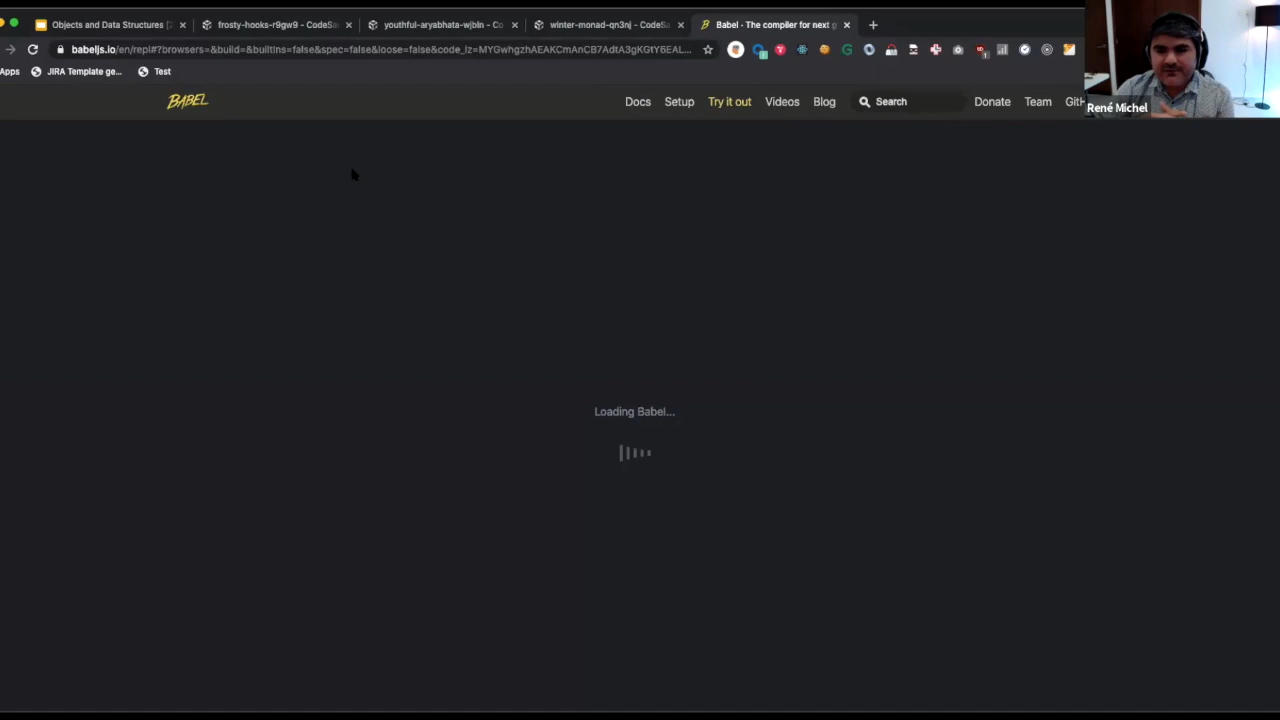 Objects and Data Structures [
frosty-hooks-r9gw9 - CodeSa
youthful-aryabhata-wjbln - Co
winter-monad-qn3nj - CodeSa
Babel - The compiler for next g
babeljs.io/en/repl#?browsers=&build=&builtIns=false&spec=false&loose=false&code_lz=MYGwhgzhAEAKCmAnCB7AdtA3gKGtY6EAL...
Apps
JIRA Template ge...
Test
BABEL
Docs
Setup
Try it out
Videos
Blog
Search
Donate
Team
GitH
René Michel
Loading Babel...